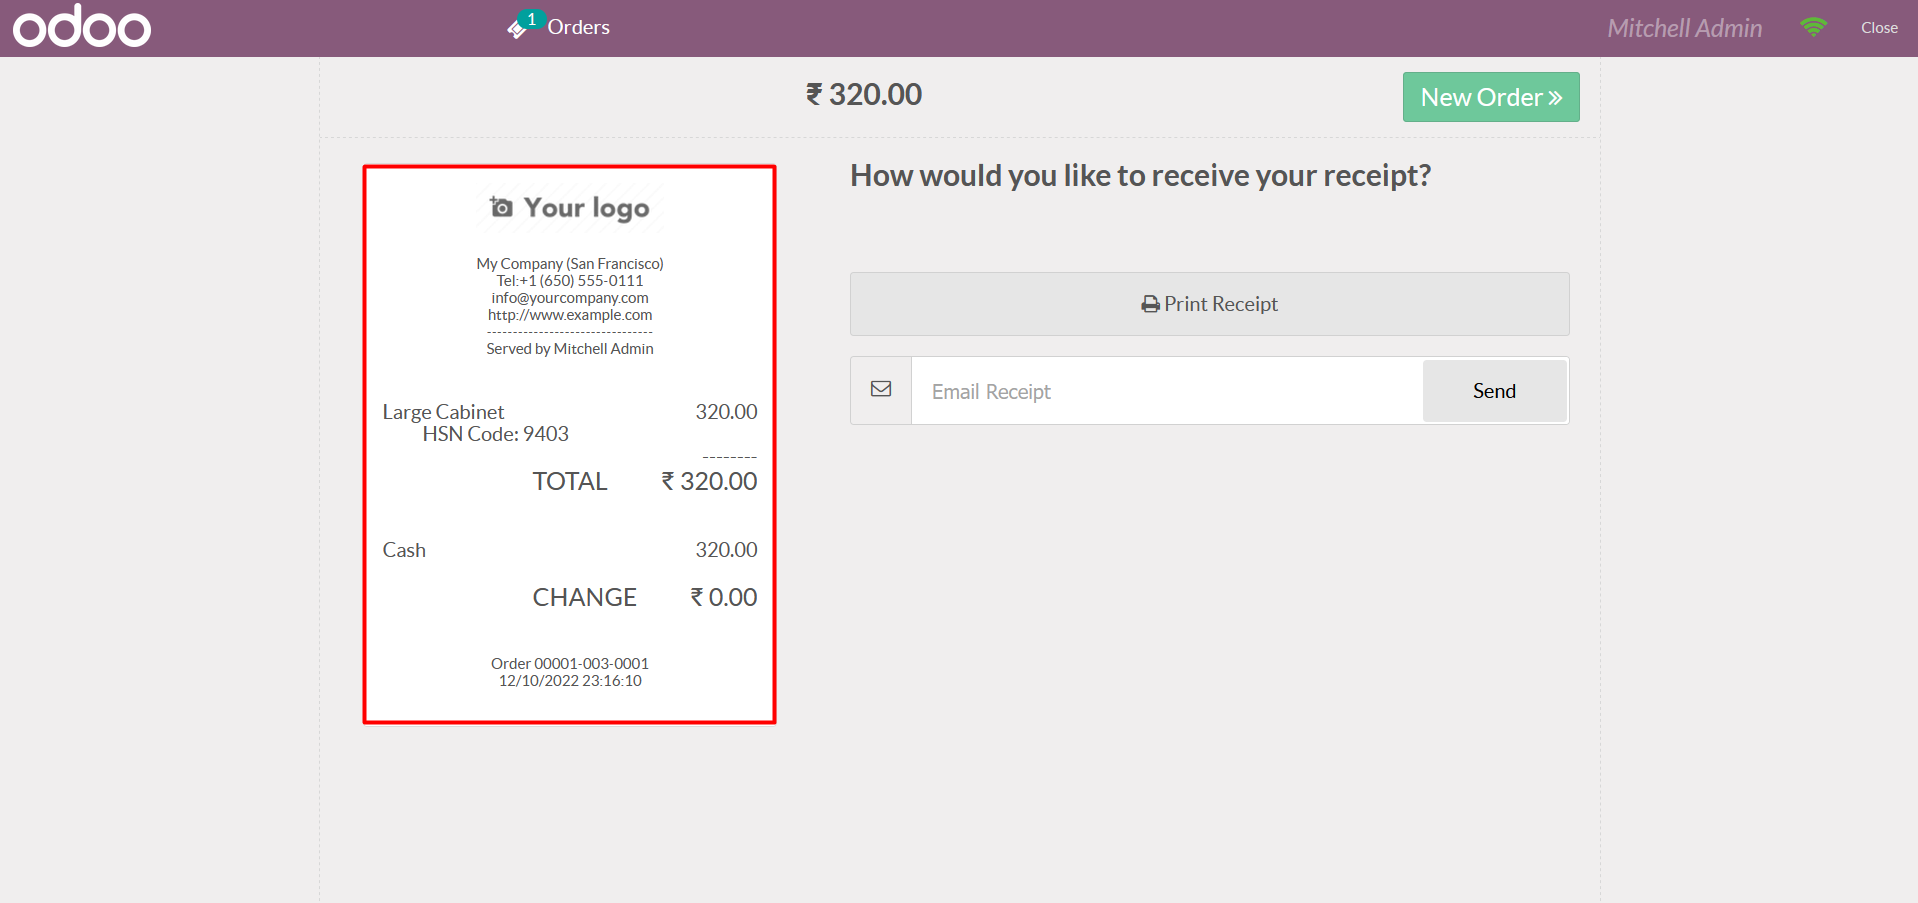 odoo
1
Orders
Mitchell Admin
Close
₹ 320.00
New Order »
Your logo
My Company (San Francisco)
Tel:+1 (650) 555-0111
info@yourcompany.com
http://www.example.com
--------------------------------
Served by Mitchell Admin
Large Cabinet 320.00
HSN Code: 9403
--------
TOTAL ₹ 320.00
Cash 320.00
CHANGE ₹ 0.00
Order 00001-003-0001
12/10/2022 23:16:10
How would you like to receive your receipt?
Print Receipt
Email Receipt
Send